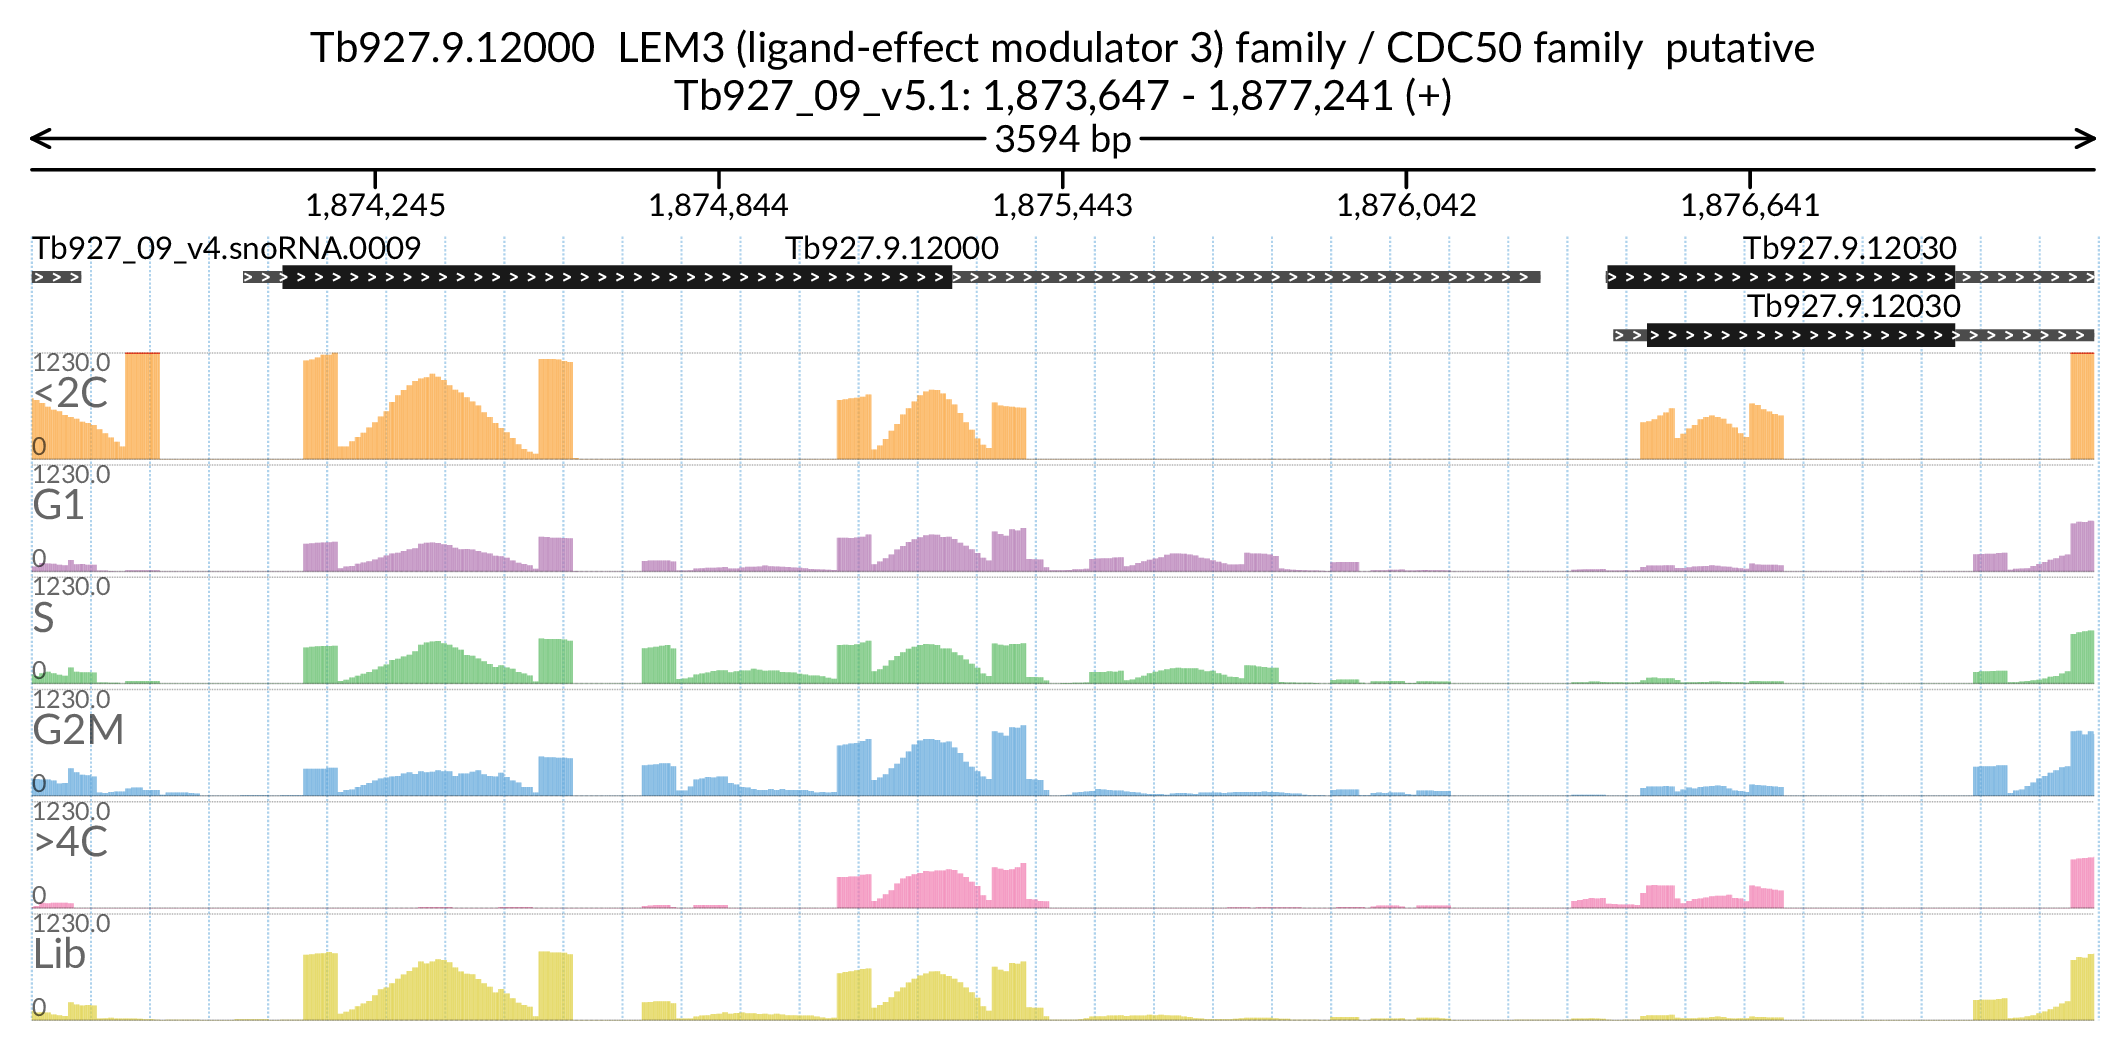 Tb927.9.12000  LEM3 (ligand-effect modulator 3) family / CDC50 family  putative
Tb927_09_v5.1: 1,873,647 - 1,877,241 (+)
3594 bp
1,874,245 1,874,844 1,875,443 1,876,042 1,876,641
Tb927_09_v4.snoRNA.0009 Tb927.9.12000 Tb927.9.12030
Tb927.9.12030
1230.0
<2C
0
1230.0
G1
0
1230.0
S
0
1230.0
G2M
0
1230.0
>4C
0
1230.0
Lib
0